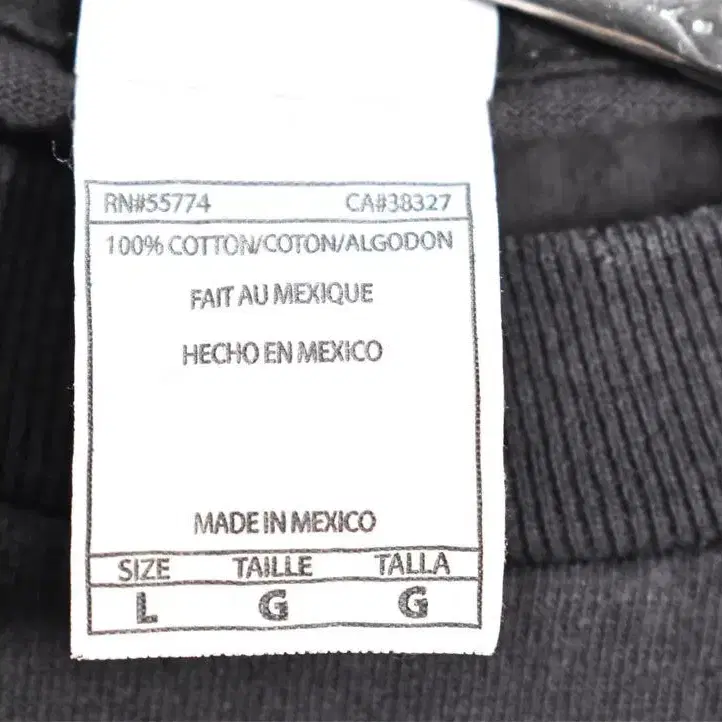 RN#55774 CA#38327
100% COTTON/COTON/ALGODON
FAIT AU MEXIQUE
HECHO EN MEXICO
MADE IN MEXICO
SIZE TAILLE TALLA
L G G